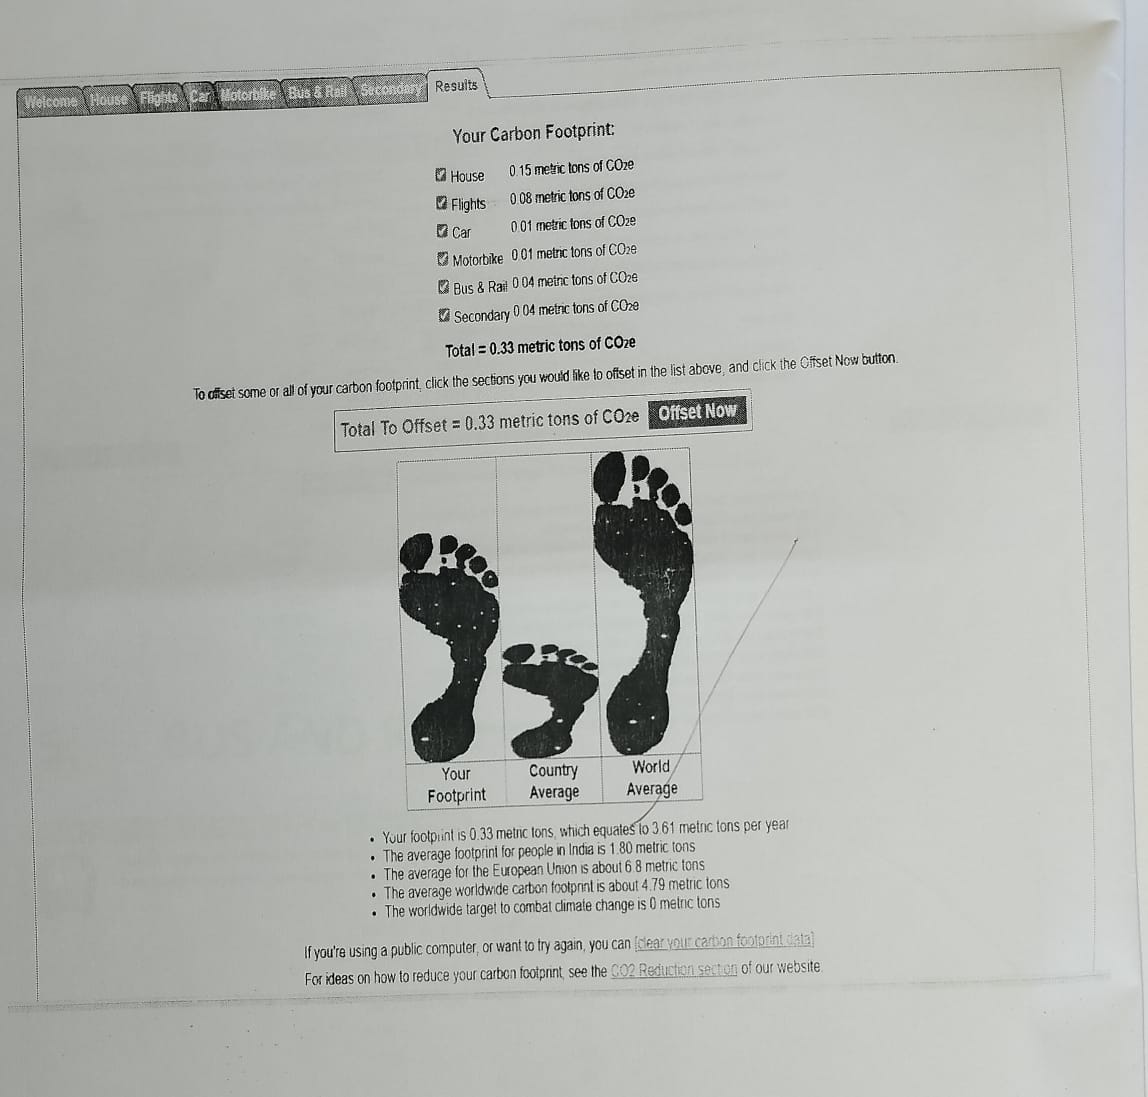 Welcome House Flights Car Motorbike Bus & Rail Secondary Results
Your Carbon Footprint:
House 0.15 metric tons of CO2e
Flights 0.08 metric tons of CO2e
Car 0.01 metric tons of CO2e
Motorbike 0.01 metric tons of CO2e
Bus & Rail 0.04 metric tons of CO2e
Secondary 0.04 metric tons of CO2e
Total = 0.33 metric tons of CO2e
To offset some or all of your carbon footprint, click the sections you would like to offset in the list above, and click the Offset Now button.
Total To Offset = 0.33 metric tons of CO2e Offset Now
Your Footprint
Country Average
World Average
• Your footprint is 0.33 metric tons, which equates to 3.61 metric tons per year
• The average footprint for people in India is 1.80 metric tons
• The average for the European Union is about 6.8 metric tons
• The average worldwide carbon footprint is about 4.79 metric tons
• The worldwide target to combat climate change is 0 metric tons
If you're using a public computer, or want to try again, you can [clear your carbon footprint data]
For ideas on how to reduce your carbon footprint, see the CO2 Reduction section of our website.